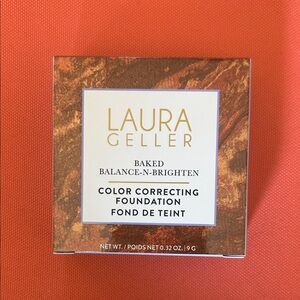 LAURA
GELLER
BAKED
BALANCE-N-BRIGHTEN
COLOR CORRECTING
FOUNDATION
FOND DE TEINT
NET WT. / POIDS NET 0.32 OZ. | 9 G